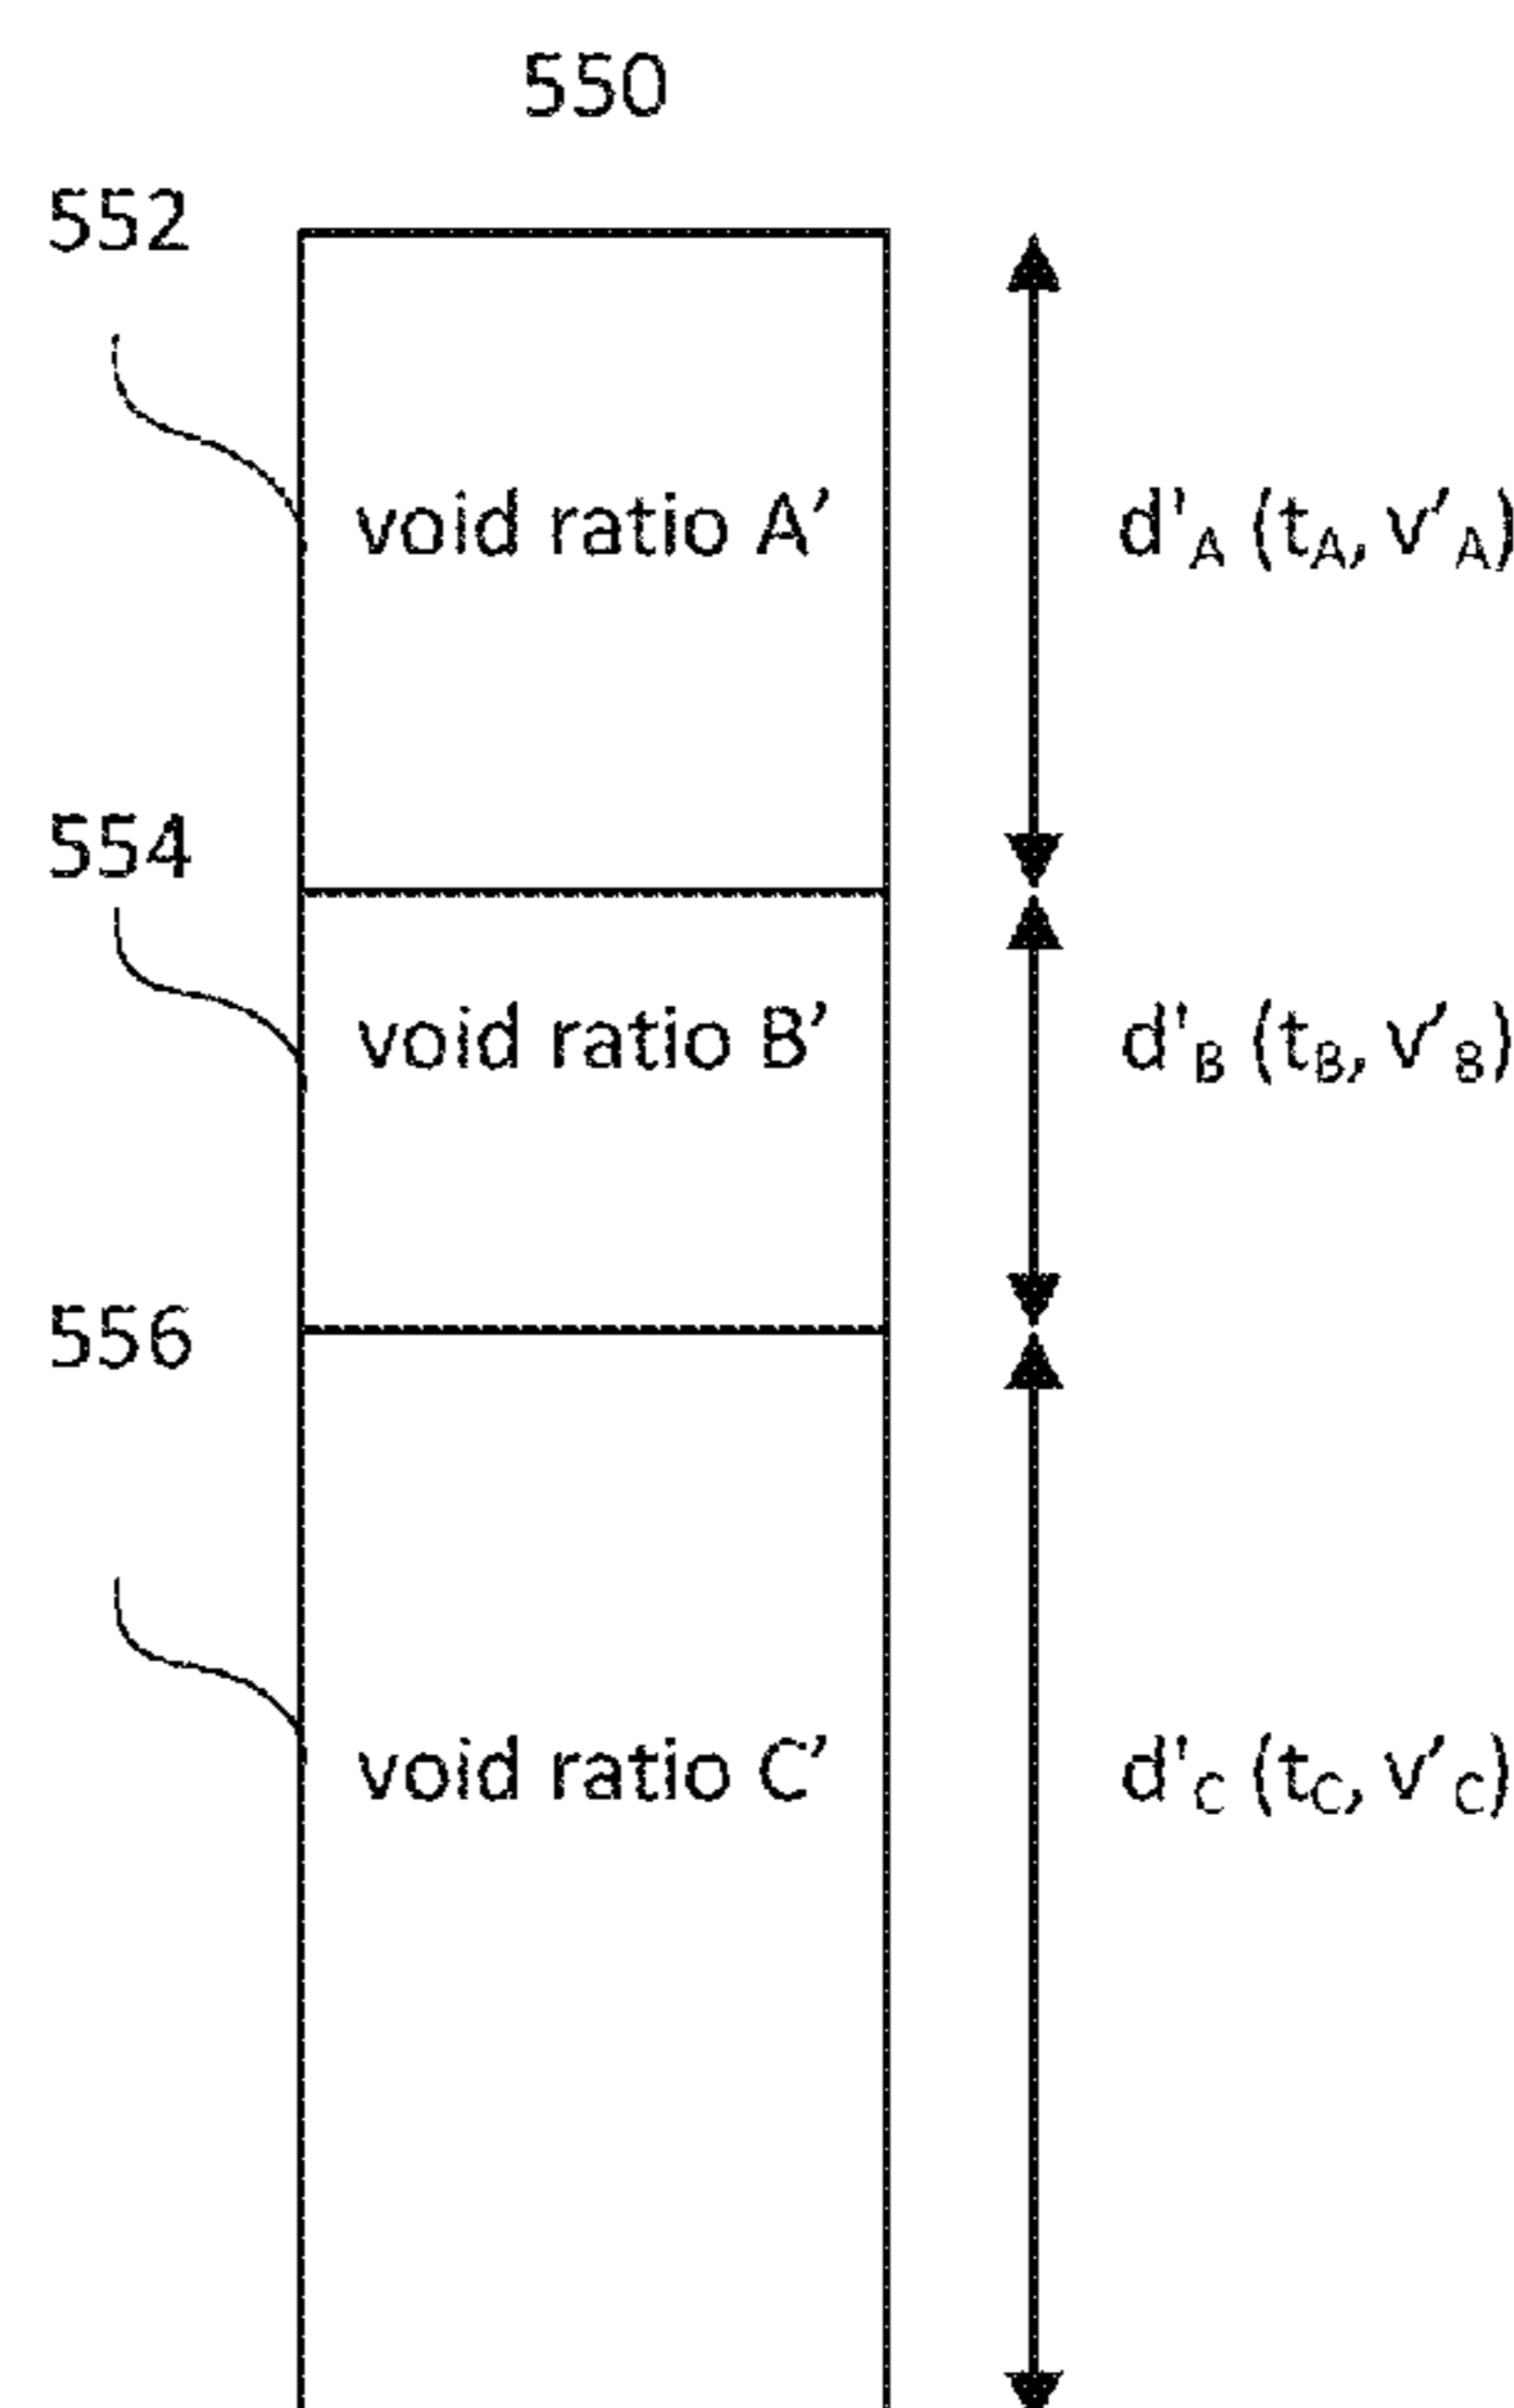 550
552
void ratio A’ d'A (tA, v’A)
554
void ratio B’ d'B (tB, v’B)
556
void ratio C’ d'C (tC, v’C)